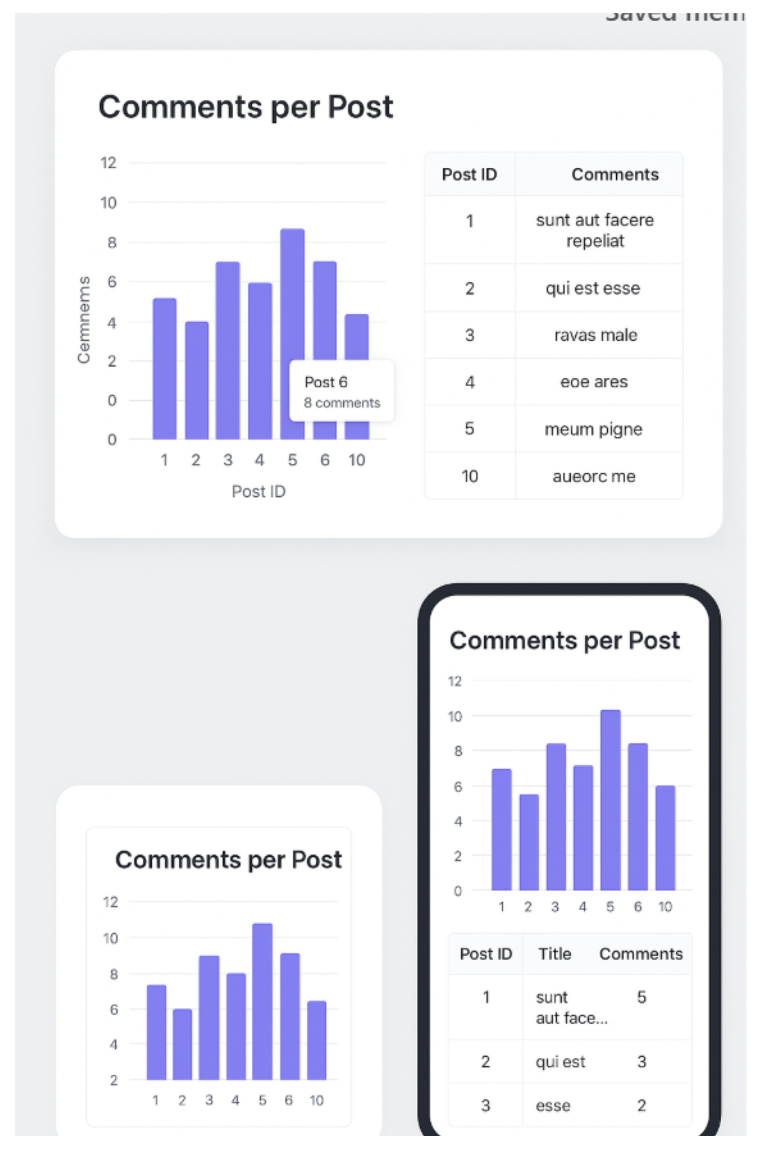 Saved mem
Comments per Post
12
10
8
6
4
2
0
0
Cemnems
1 2 3 4 5 6 10
Post ID
Post 6
8 comments
Post ID Comments
1 sunt aut facere
repeliat
2 qui est esse
3 ravas male
4 eoe ares
5 meum pigne
10 aueorc me
Comments per Post
12
10
8
6
4
2
0
1 2 3 5 4 5 6 10
Post ID Title Comments
1 sunt 5
aut face...
2 qui est 3
3 esse 2
Comments per Post
12
10
8
6
4
2
1 2 3 4 5 6 10